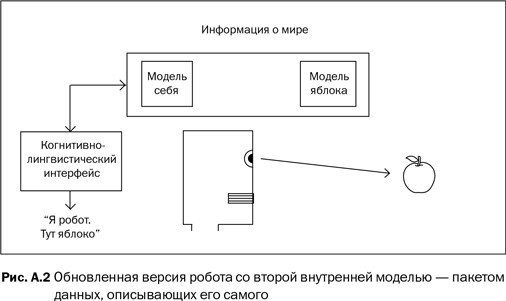 Информация о мире
Модель
себя
Модель
яблока
Когнитивно-
лингвистический
интерфейс
“Я робот.
Тут яблоко”
Рис. А.2 Обновленная версия робота со второй внутренней моделью — пакетом
данных, описывающих его самого